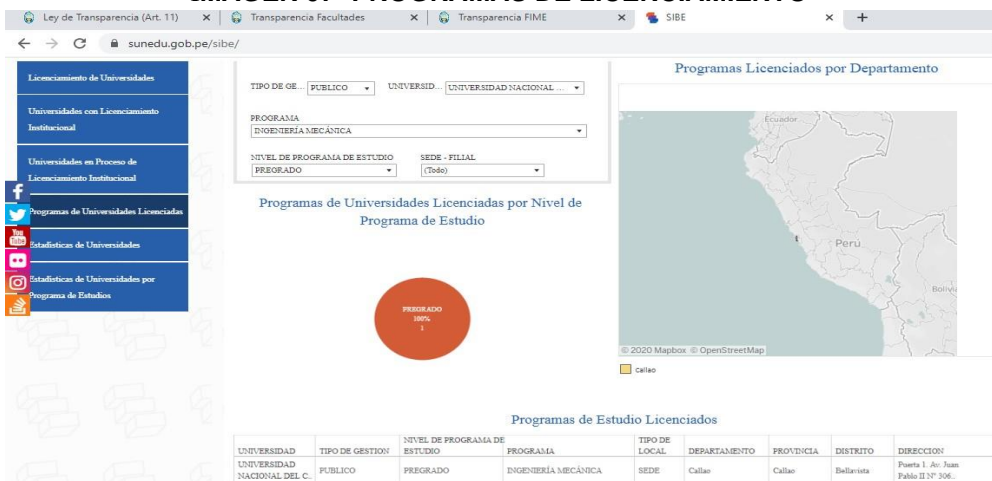 Ley de Transparencia (Art. 11)
Transparencia Facultades
Transparencia FIME
SIBE
sunedu.gob.pe/sibe/
Licenciamiento de Universidades
Universidades con Licenciamiento
Institucional
Universidades en Proceso de
Licenciamiento Institucional
Programas de Universidades Licenciadas
Estadísticas de Universidades
Estadísticas de Universidades por
Programa de Estudios
You
Tube
TIPO DE GE... PUBLICO UNIVERSID... UNIVERSIDAD NACIONAL ...
PROGRAMA
INGENIERÍA MECÁNICA
NIVEL DE PROGRAMA DE ESTUDIO SEDE - FILIAL
PREGRADO (Todo)
Programas de Universidades Licenciadas por Nivel de
Programa de Estudio
PREGRADO
100%
1
Programas Licenciados por Departamento
Ecuador
Perú
Bolivia
© 2020 Mapbox © OpenStreetMap
Callao
Programas de Estudio Licenciados
UNIVERSIDAD TIPO DE GESTION NIVEL DE PROGRAMA DE ESTUDIO PROGRAMA TIPO DE LOCAL DEPARTAMENTO PROVINCIA DISTRITO DIRECCION
UNIVERSIDAD NACIONAL DEL C.. PUBLICO PREGRADO INGENIERÍA MECÁNICA SEDE Callao Callao Bellavista Puerta 1. Av. Juan Pablo II N° 306..